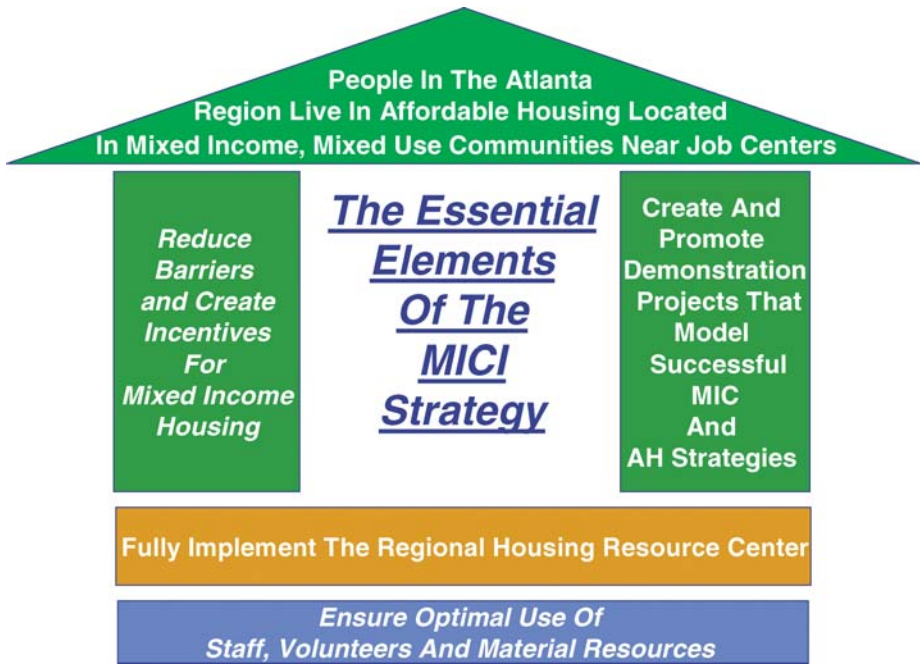 People In The Atlanta
Region Live In Affordable Housing Located
In Mixed Income, Mixed Use Communities Near Job Centers
Reduce
Barriers
and Create
Incentives
For
Mixed Income
Housing
The Essential
Elements
Of The
MICI
Strategy
Create And
Promote
Demonstration
Projects That
Model
Successful
MIC
And
AH Strategies
Fully Implement The Regional Housing Resource Center
Ensure Optimal Use Of
Staff, Volunteers And Material Resources